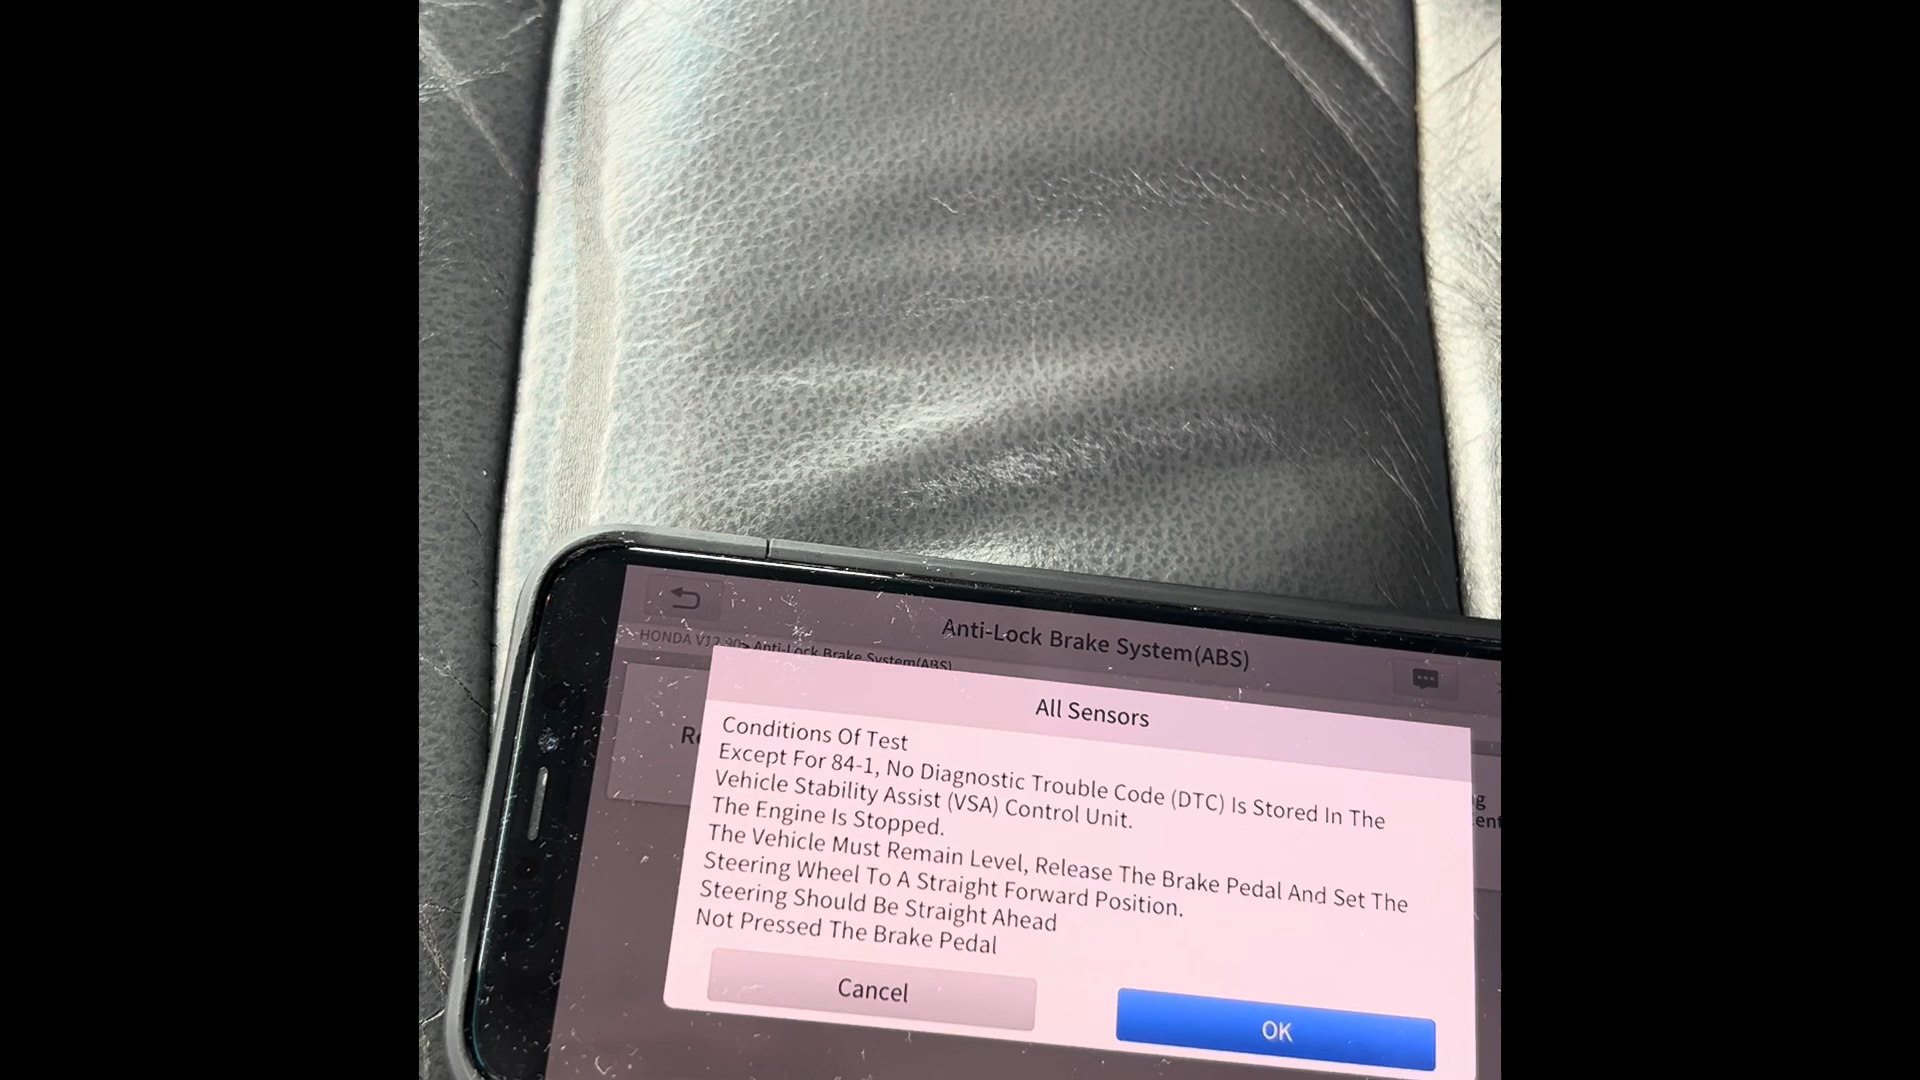 Anti-Lock Brake System(ABS)
HONDA V12.90> Anti-Lock Brake System(ABS)
All Sensors
Conditions Of Test
Except For 84-1, No Diagnostic Trouble Code (DTC) Is Stored In The
Vehicle Stability Assist (VSA) Control Unit.
The Engine Is Stopped.
The Vehicle Must Remain Level, Release The Brake Pedal And Set The
Steering Wheel To A Straight Forward Position.
Steering Should Be Straight Ahead
Not Pressed The Brake Pedal
Cancel
OK